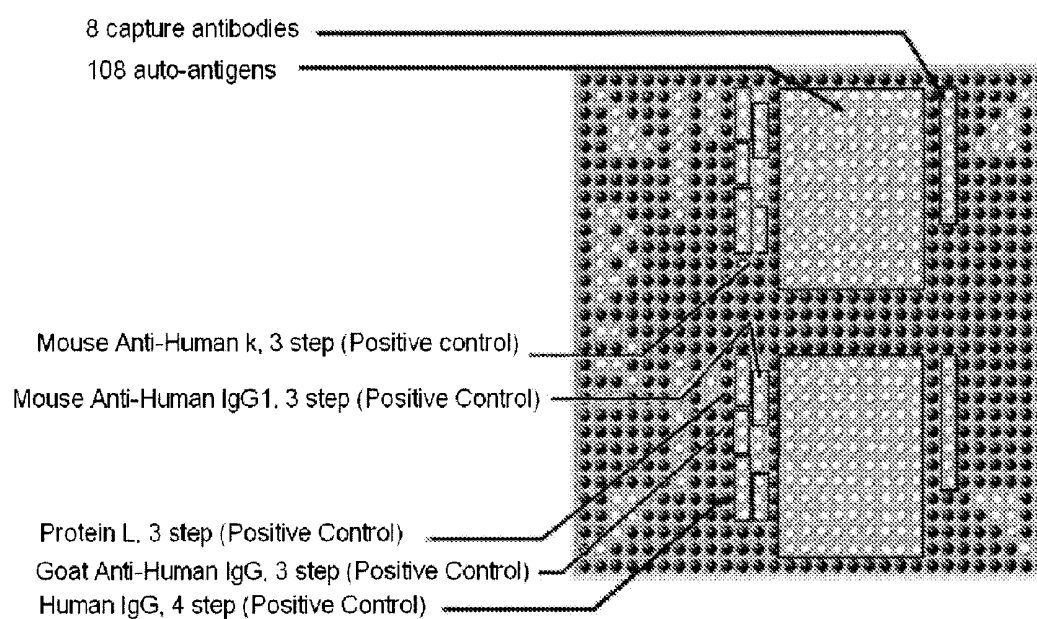 8 capture antibodies
108 auto-antigens
Mouse Anti-Human k, 3 step (Positive control)
Mouse Anti-Human IgG1, 3 step (Positive Control)
Protein L, 3 step (Positive Control)
Goat Anti-Human IgG, 3 step (Positive Control)
Human IgG, 4 step (Positive Control)